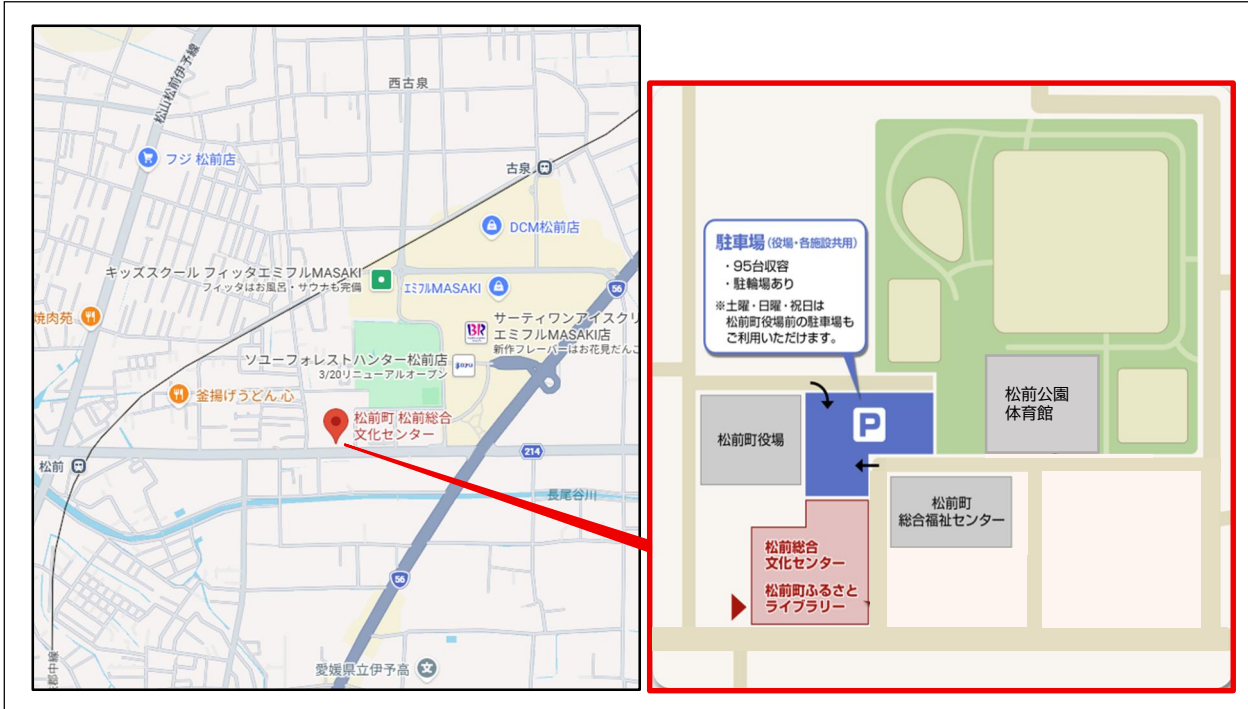 松山松前伊予線
西古泉
フジ 松前店
古泉
DCM松前店
キッズスクール フィッタエミフルMASAKI
フィッタはお風呂・サウナも完備
エミフルMASAKI
56
焼肉苑
BR
サーティワンアイスクリ
エミフルMASAKI店
新作フレーバーはお花見だんご
ソユーフォレストハンター松前店
3/20リニューアルオープン
soyu
釜揚げうどん 心
松前町 松前総合
文化センター
214
松前
長尾谷川
56
愛媛県立伊予高
郡中線
駐車場(役場・各施設共用)
・95台収容
・駐輪場あり
※土曜・日曜・祝日は
松前町役場前の駐車場も
ご利用いただけます。
松前公園
体育館
P
松前町役場
松前町
総合福祉センター
松前総合
文化センター
松前町ふるさと
ライブラリー